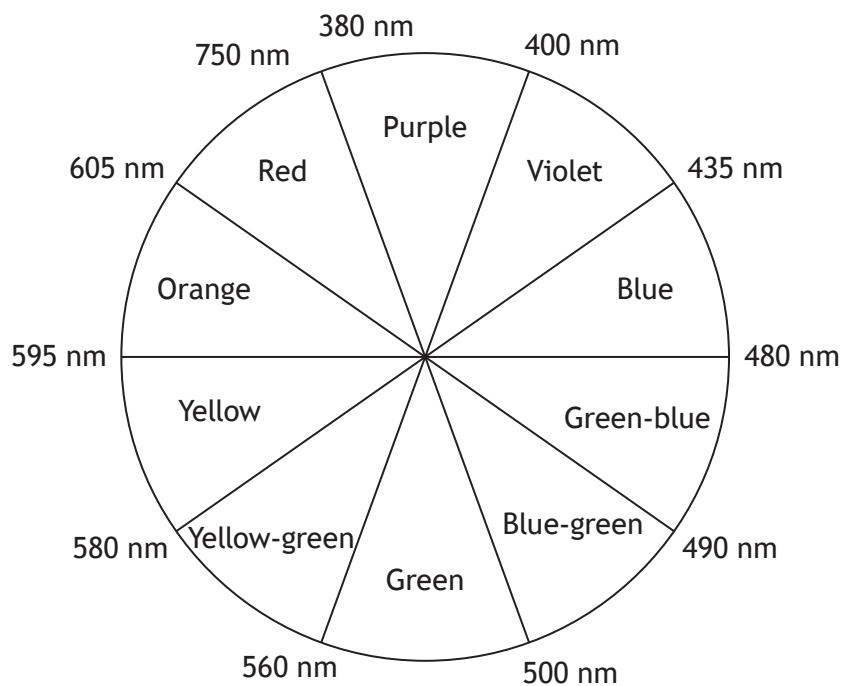 380 nm
750 nm
400 nm
Purple
605 nm
Red
Violet
435 nm
Orange
Blue
595 nm
480 nm
Yellow
Green-blue
580 nm
Yellow-green
Blue-green
490 nm
Green
560 nm
500 nm